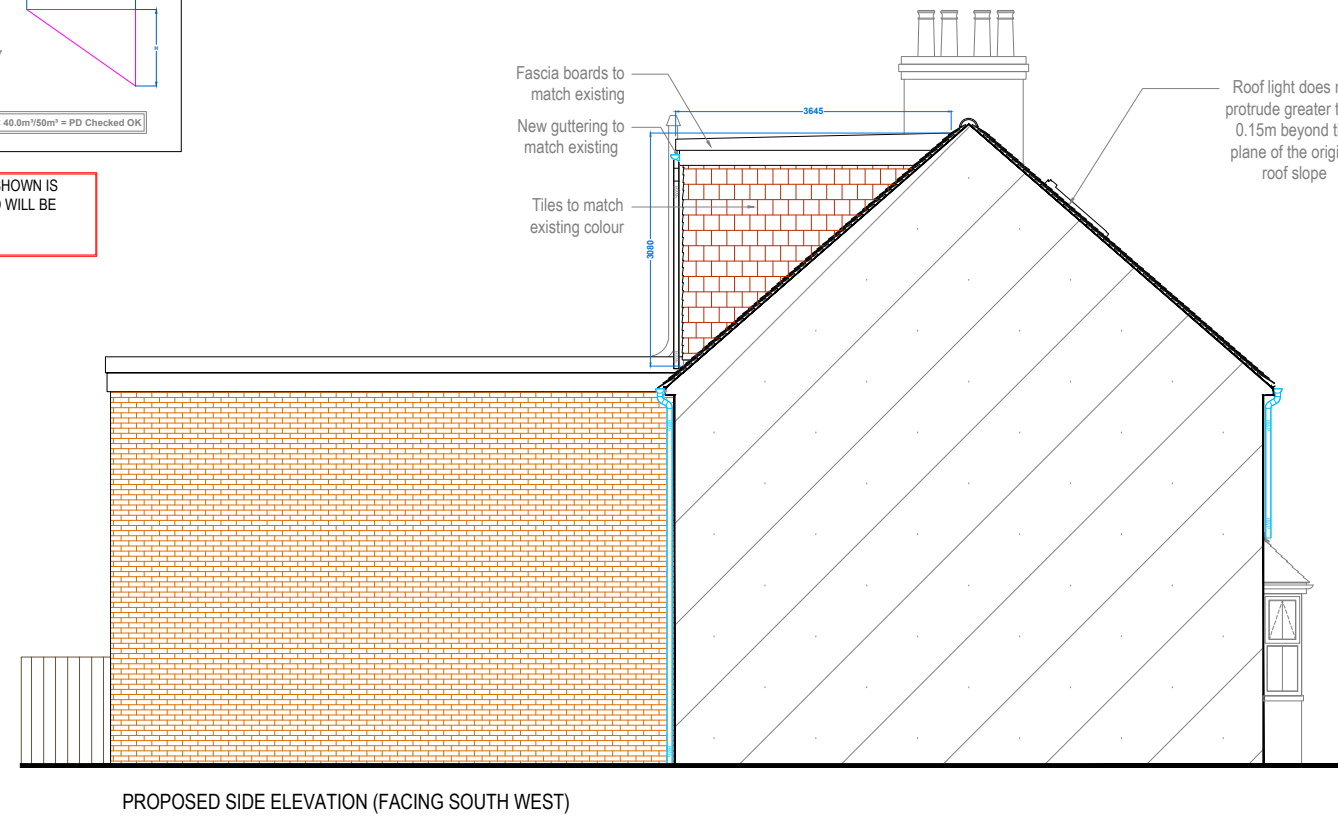 40.0m³/50m³ = PD Checked OK
SHOWN IS
WILL BE
Fascia boards to
match existing
New guttering to
match existing
Tiles to match
existing colour
3645
3080
Roof light does
protrude greater
0.15m beyond
plane of the
roof slope
PROPOSED SIDE ELEVATION (FACING SOUTH WEST)